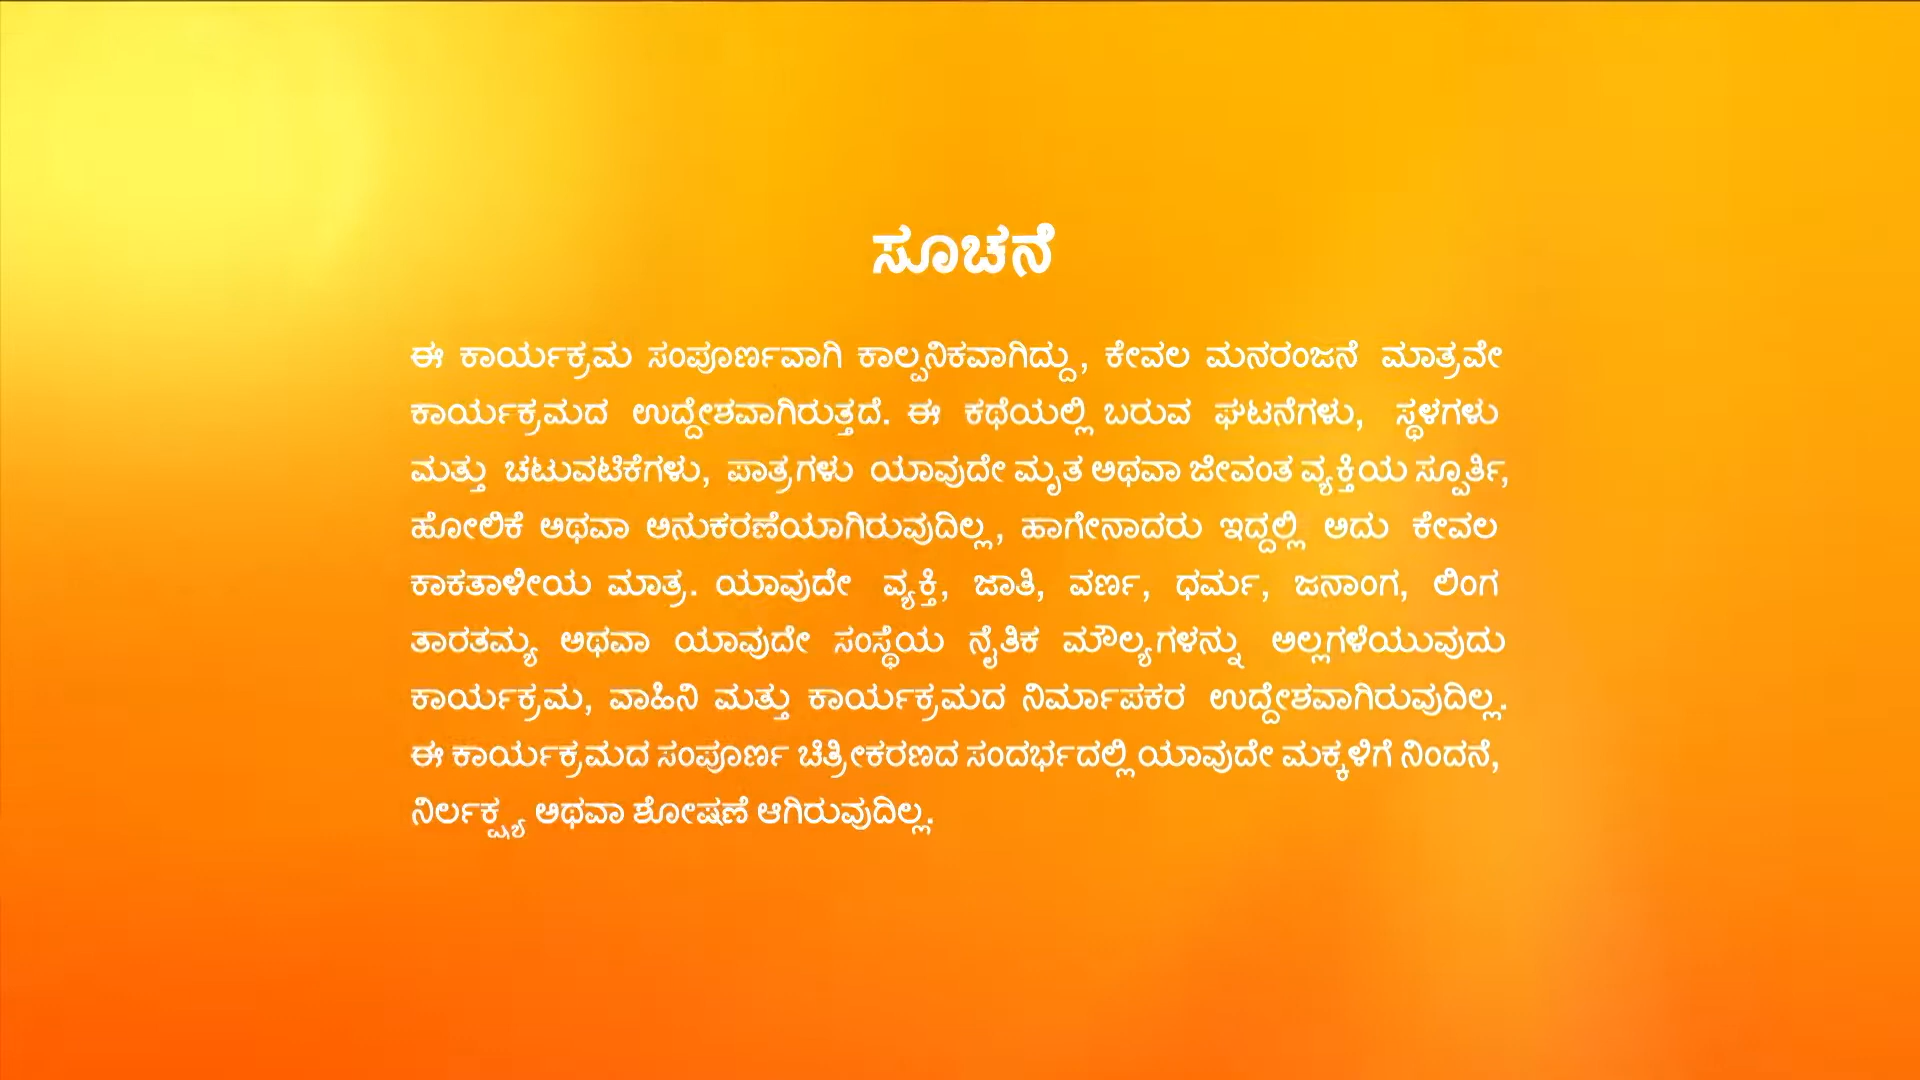 ಸೂಚನೆ
ಈ ಕಾರ್ಯಕ್ರಮ ಸಂಪೂರ್ಣವಾಗಿ ಕಾಲ್ಪನಿಕವಾಗಿದ್ದು, ಕೇವಲ ಮನರಂಜನೆ ಮಾತ್ರವೇ
ಕಾರ್ಯಕ್ರಮದ ಉದ್ದೇಶವಾಗಿರುತ್ತದೆ. ಈ ಕಥೆಯಲ್ಲಿ ಬರುವ ಘಟನೆಗಳು, ಸ್ಥಳಗಳು
ಮತ್ತು ಚಟುವಟಿಕೆಗಳು, ಪಾತ್ರಗಳು ಯಾವುದೇ ಮೃತ ಅಥವಾ ಜೀವಂತ ವ್ಯಕ್ತಿಯ ಸ್ಪೂರ್ತಿ,
ಹೋಲಿಕೆ ಅಥವಾ ಅನುಕರಣೆಯಾಗಿರುವುದಿಲ್ಲ, ಹಾಗೇನಾದರು ಇದ್ದಲ್ಲಿ ಅದು ಕೇವಲ
ಕಾಕತಾಳೀಯ ಮಾತ್ರ. ಯಾವುದೇ ವ್ಯಕ್ತಿ, ಜಾತಿ, ವರ್ಣ, ಧರ್ಮ, ಜನಾಂಗ, ಲಿಂಗ
ತಾರತಮ್ಯ ಅಥವಾ ಯಾವುದೇ ಸಂಸ್ಥೆಯ ನೈತಿಕ ಮೌಲ್ಯಗಳನ್ನು ಅಲ್ಲಗಳೆಯುವುದು
ಕಾರ್ಯಕ್ರಮ, ವಾಹಿನಿ ಮತ್ತು ಕಾರ್ಯಕ್ರಮದ ನಿರ್ಮಾಪಕರ ಉದ್ದೇಶವಾಗಿರುವುದಿಲ್ಲ.
ಈ ಕಾರ್ಯಕ್ರಮದ ಸಂಪೂರ್ಣ ಚಿತ್ರೀಕರಣದ ಸಂದರ್ಭದಲ್ಲಿ ಯಾವುದೇ ಮಕ್ಕಳಿಗೆ ನಿಂದನೆ,
ನಿರ್ಲಕ್ಷ್ಯ ಅಥವಾ ಶೋಷಣೆ ಆಗಿರುವುದಿಲ್ಲ.